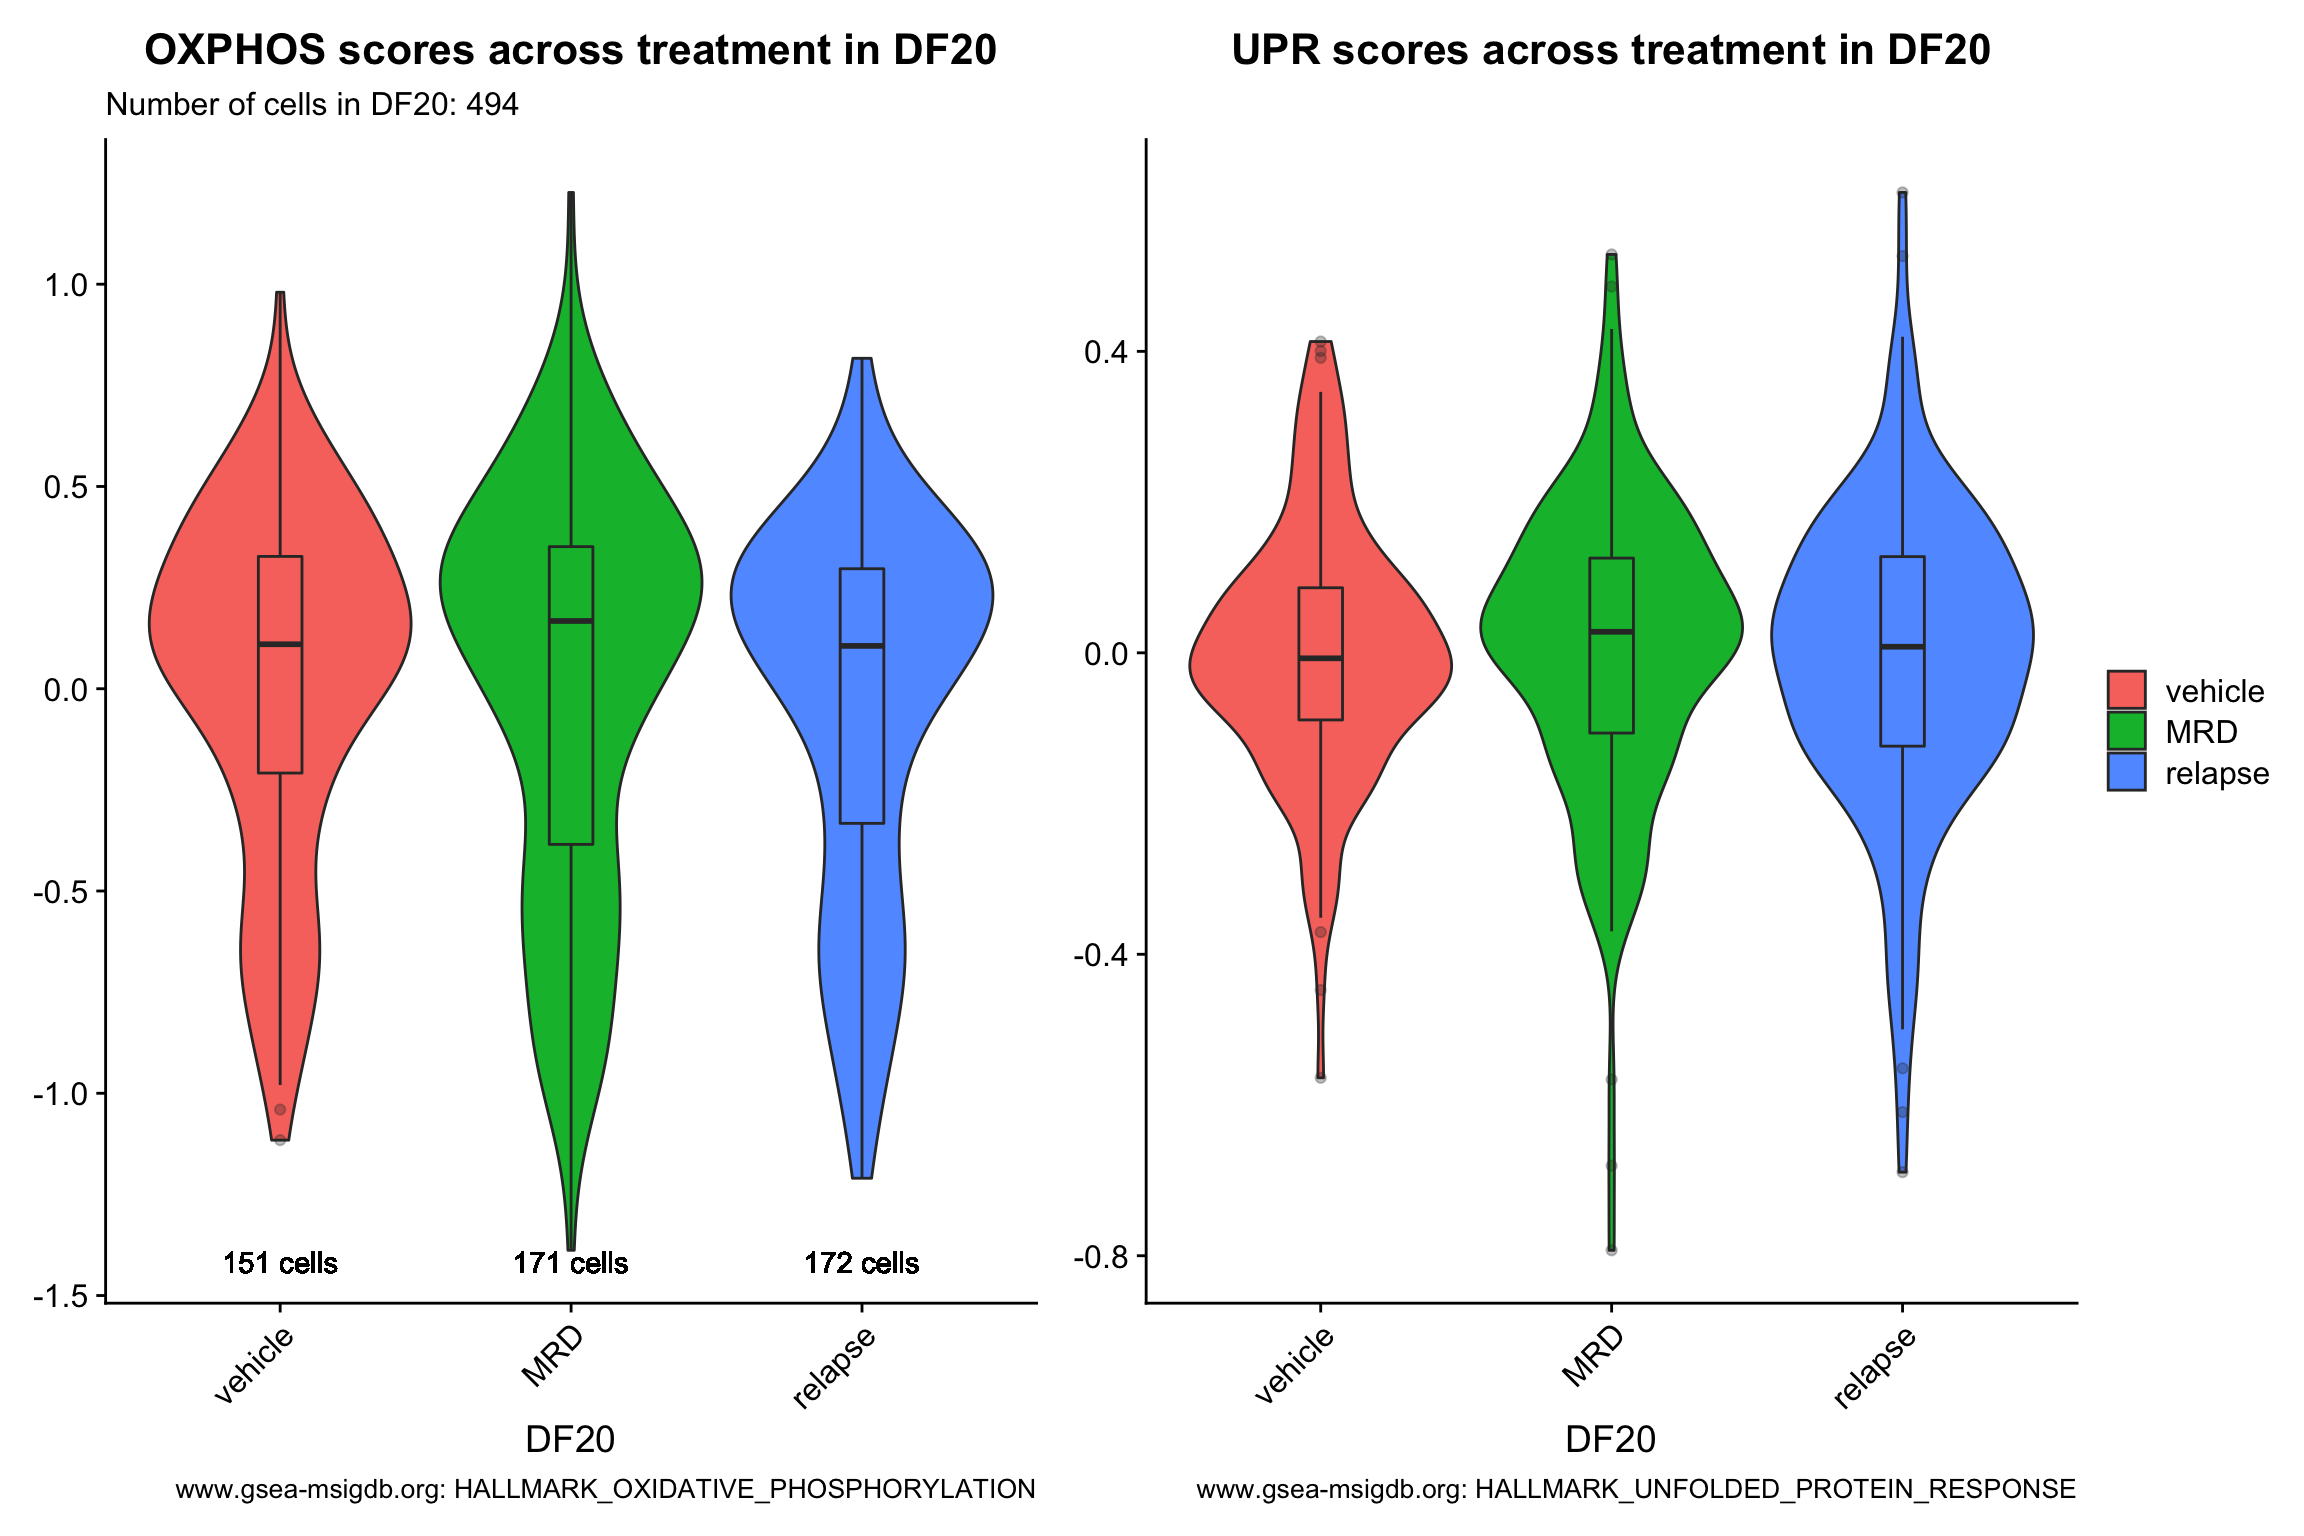 OXPHOS scores across treatment in DF20
Number of cells in DF20: 494
1.0
0.5
0.0
-0.5
-1.0
-1.5
151 cells
171 cells
172 cells
vehicle
MRD
relapse
DF20
www.gsea-msigdb.org: HALLMARK_OXIDATIVE_PHOSPHORYLATION
UPR scores across treatment in DF20
0.4
0.0
-0.4
-0.8
vehicle
MRD
relapse
DF20
www.gsea-msigdb.org: HALLMARK_UNFOLDED_PROTEIN_RESPONSE
vehicle
MRD
relapse